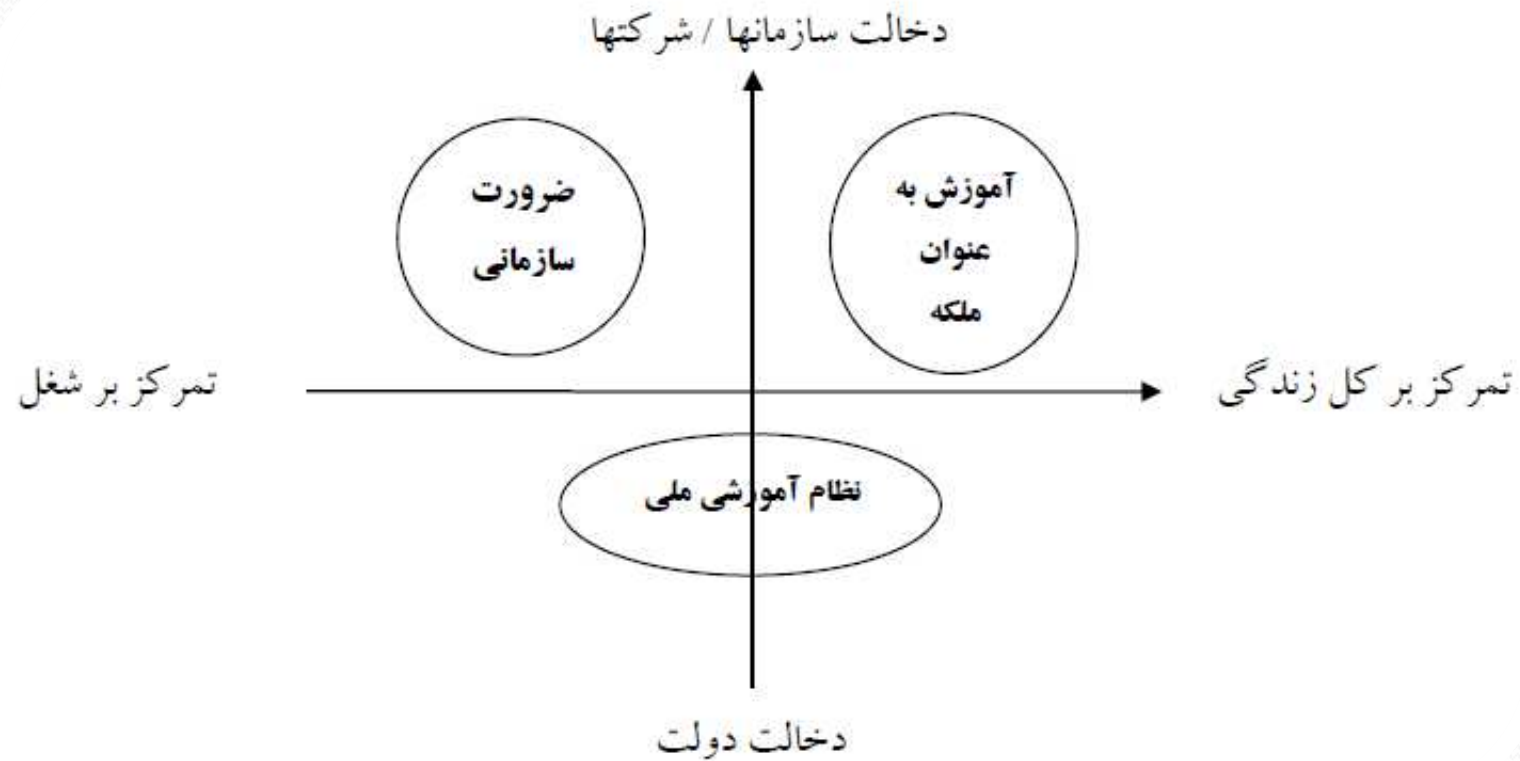 دخالت سازمانها / شرکتها
آموزش به
عنوان
ملکه
ضرورت
سازمانی
تمرکز بر کل زندگی
تمرکز بر شغل
نظام آموزشی ملی
دخالت دولت